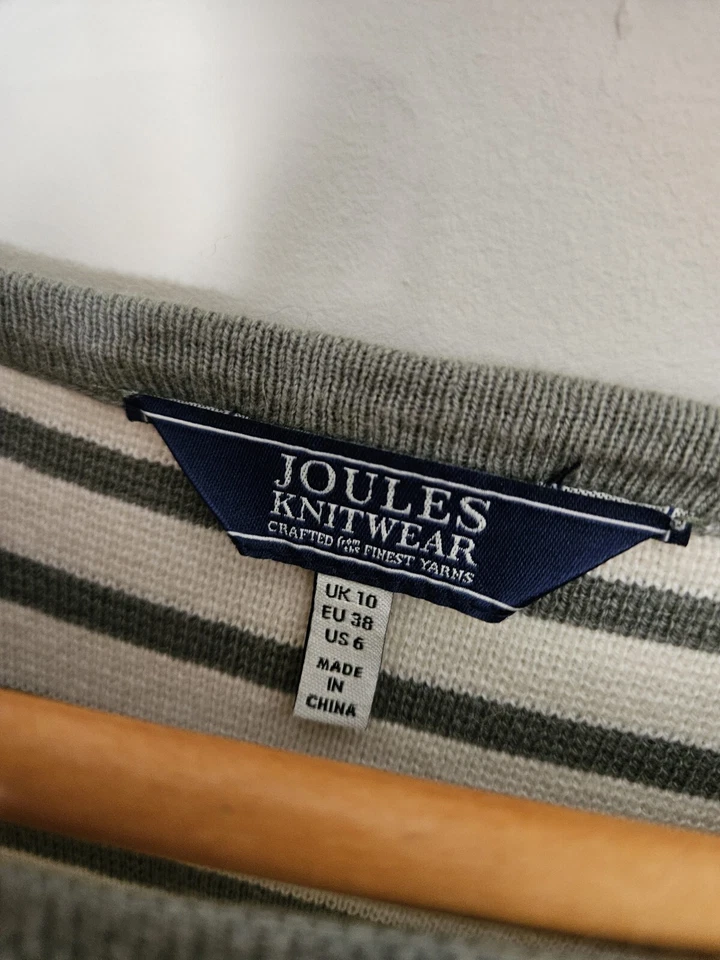 JOULES
KNITWEAR
CRAFTED from the FINEST YARNS
UK 10
EU 38
US 6
MADE
IN
CHINA